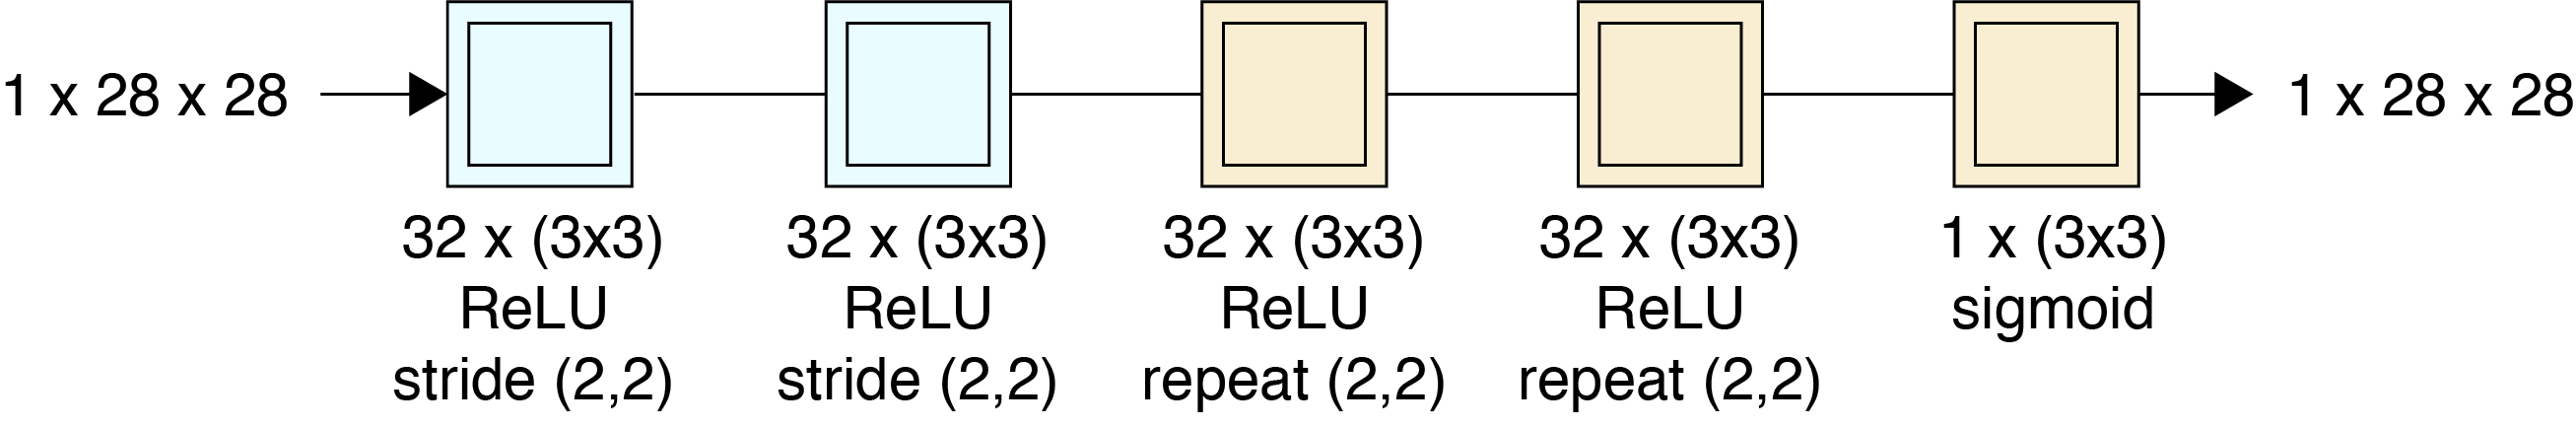 1 x 28 x 28
1 x 28 x 28
32 x (3x3)
ReLU
stride (2,2)
32 x (3x3)
ReLU
stride (2,2)
32 x (3x3)
ReLU
repeat (2,2)
32 x (3x3)
ReLU
repeat (2,2)
1 x (3x3)
sigmoid